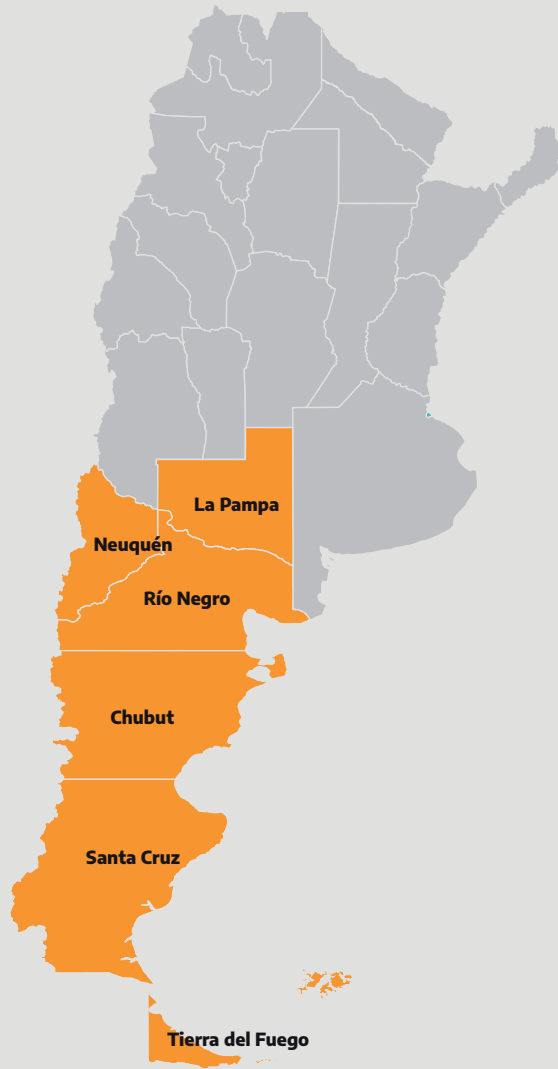 La Pampa
Neuquén
Río Negro
Chubut
Santa Cruz
Tierra del Fuego